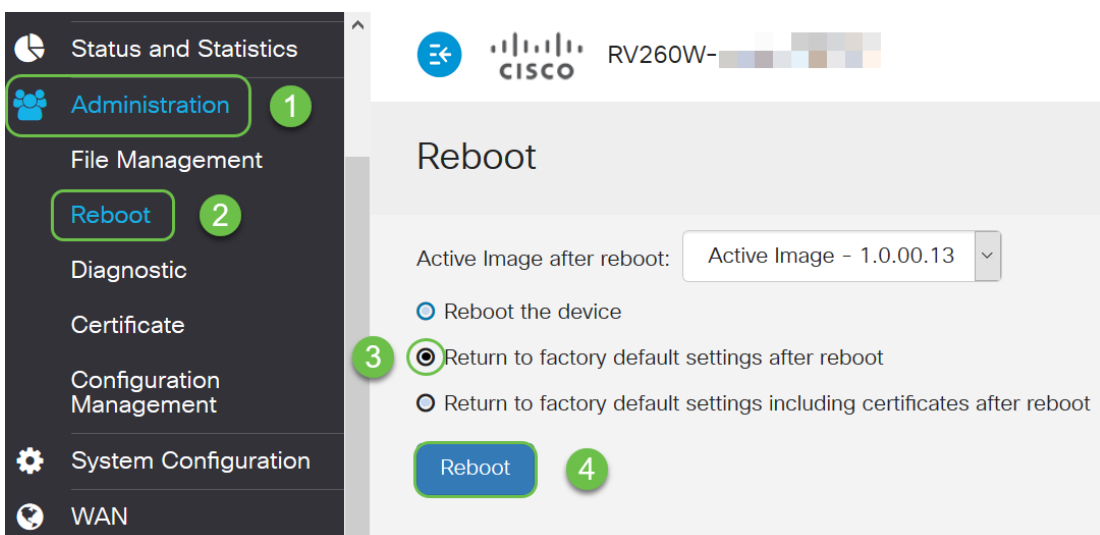 Status and Statistics
Administration
1
File Management
Reboot
2
Diagnostic
Certificate
Configuration
Management
System Configuration
WAN
CISCO
RV260W-
Reboot
Active Image after reboot:
Active Image - 1.0.00.13
Reboot the device
3
Return to factory default settings after reboot
Return to factory default settings including certificates after reboot
Reboot
4